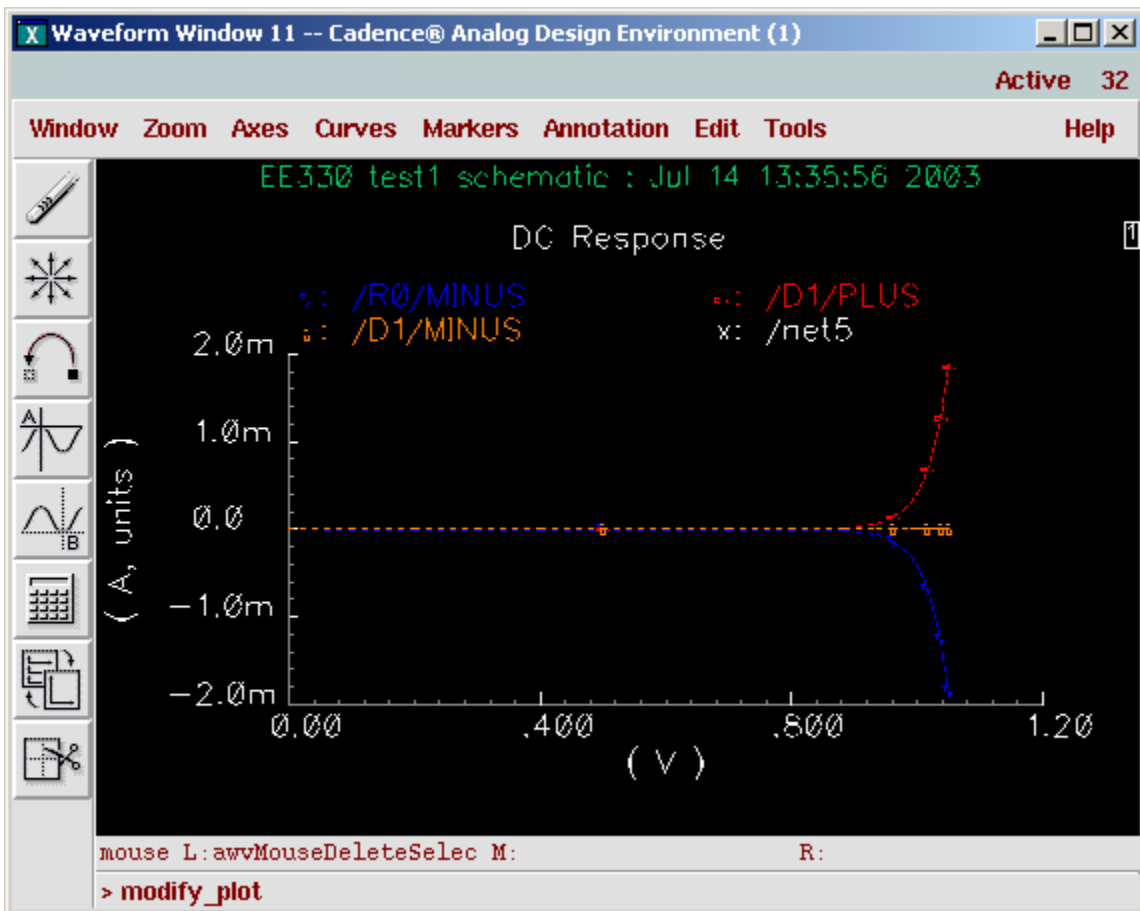 X Waveform Window 11 -- Cadence® Analog Design Environment (1)
Active 32
Window Zoom Axes Curves Markers Annotation Edit Tools Help
A
B
EE330 test1 schematic : Jul 14 13:35:56 2003
DC Response
1
: /R0/MINUS : /D1/PLUS
: /D1/MINUS x: /net5
2.0m
1.0m
0.0
−1.0m
−2.0m
( A, units )
0.00 .400 .800 1.20
( V )
mouse L:awvMouseDeleteSelec M: R:
> modify_plot